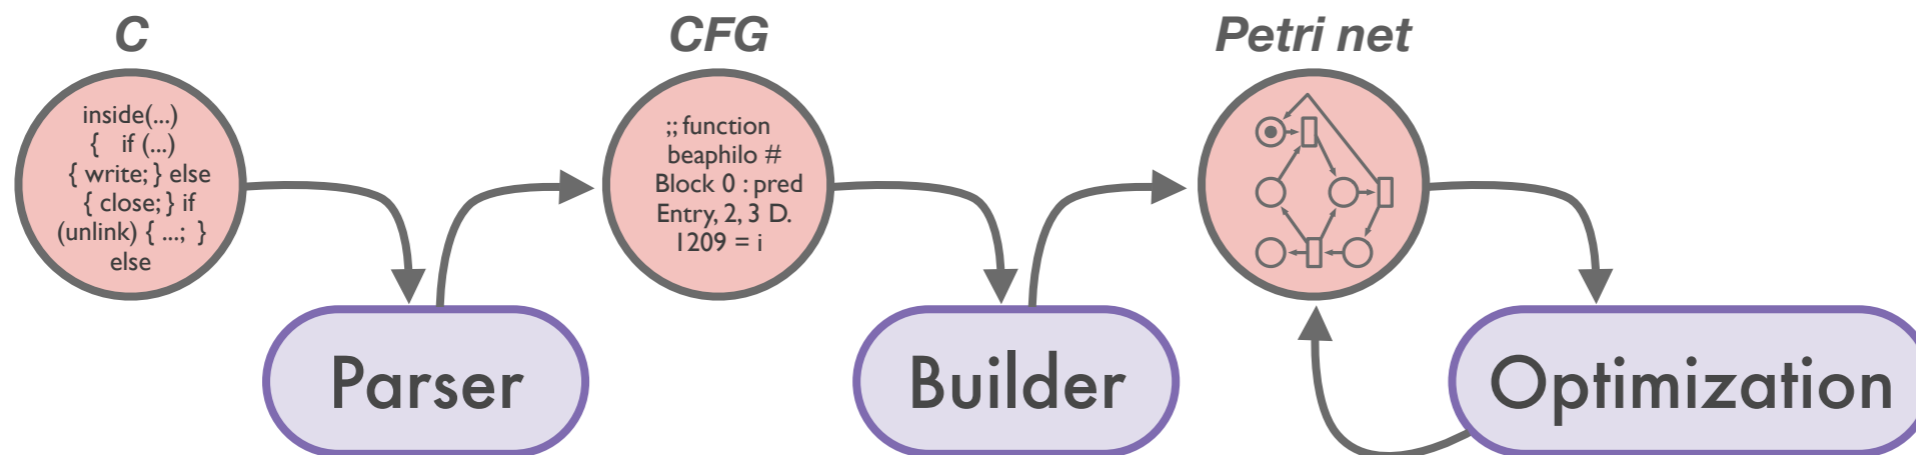 C
inside(...)
{ if (...)
{ write; } else
{ close; } if
(unlink) { ...; }
else
Parser
CFG
;; function
beaphilo #
Block 0 : pred
Entry, 2, 3 D.
1209 = i
Builder
Petri net
Optimization